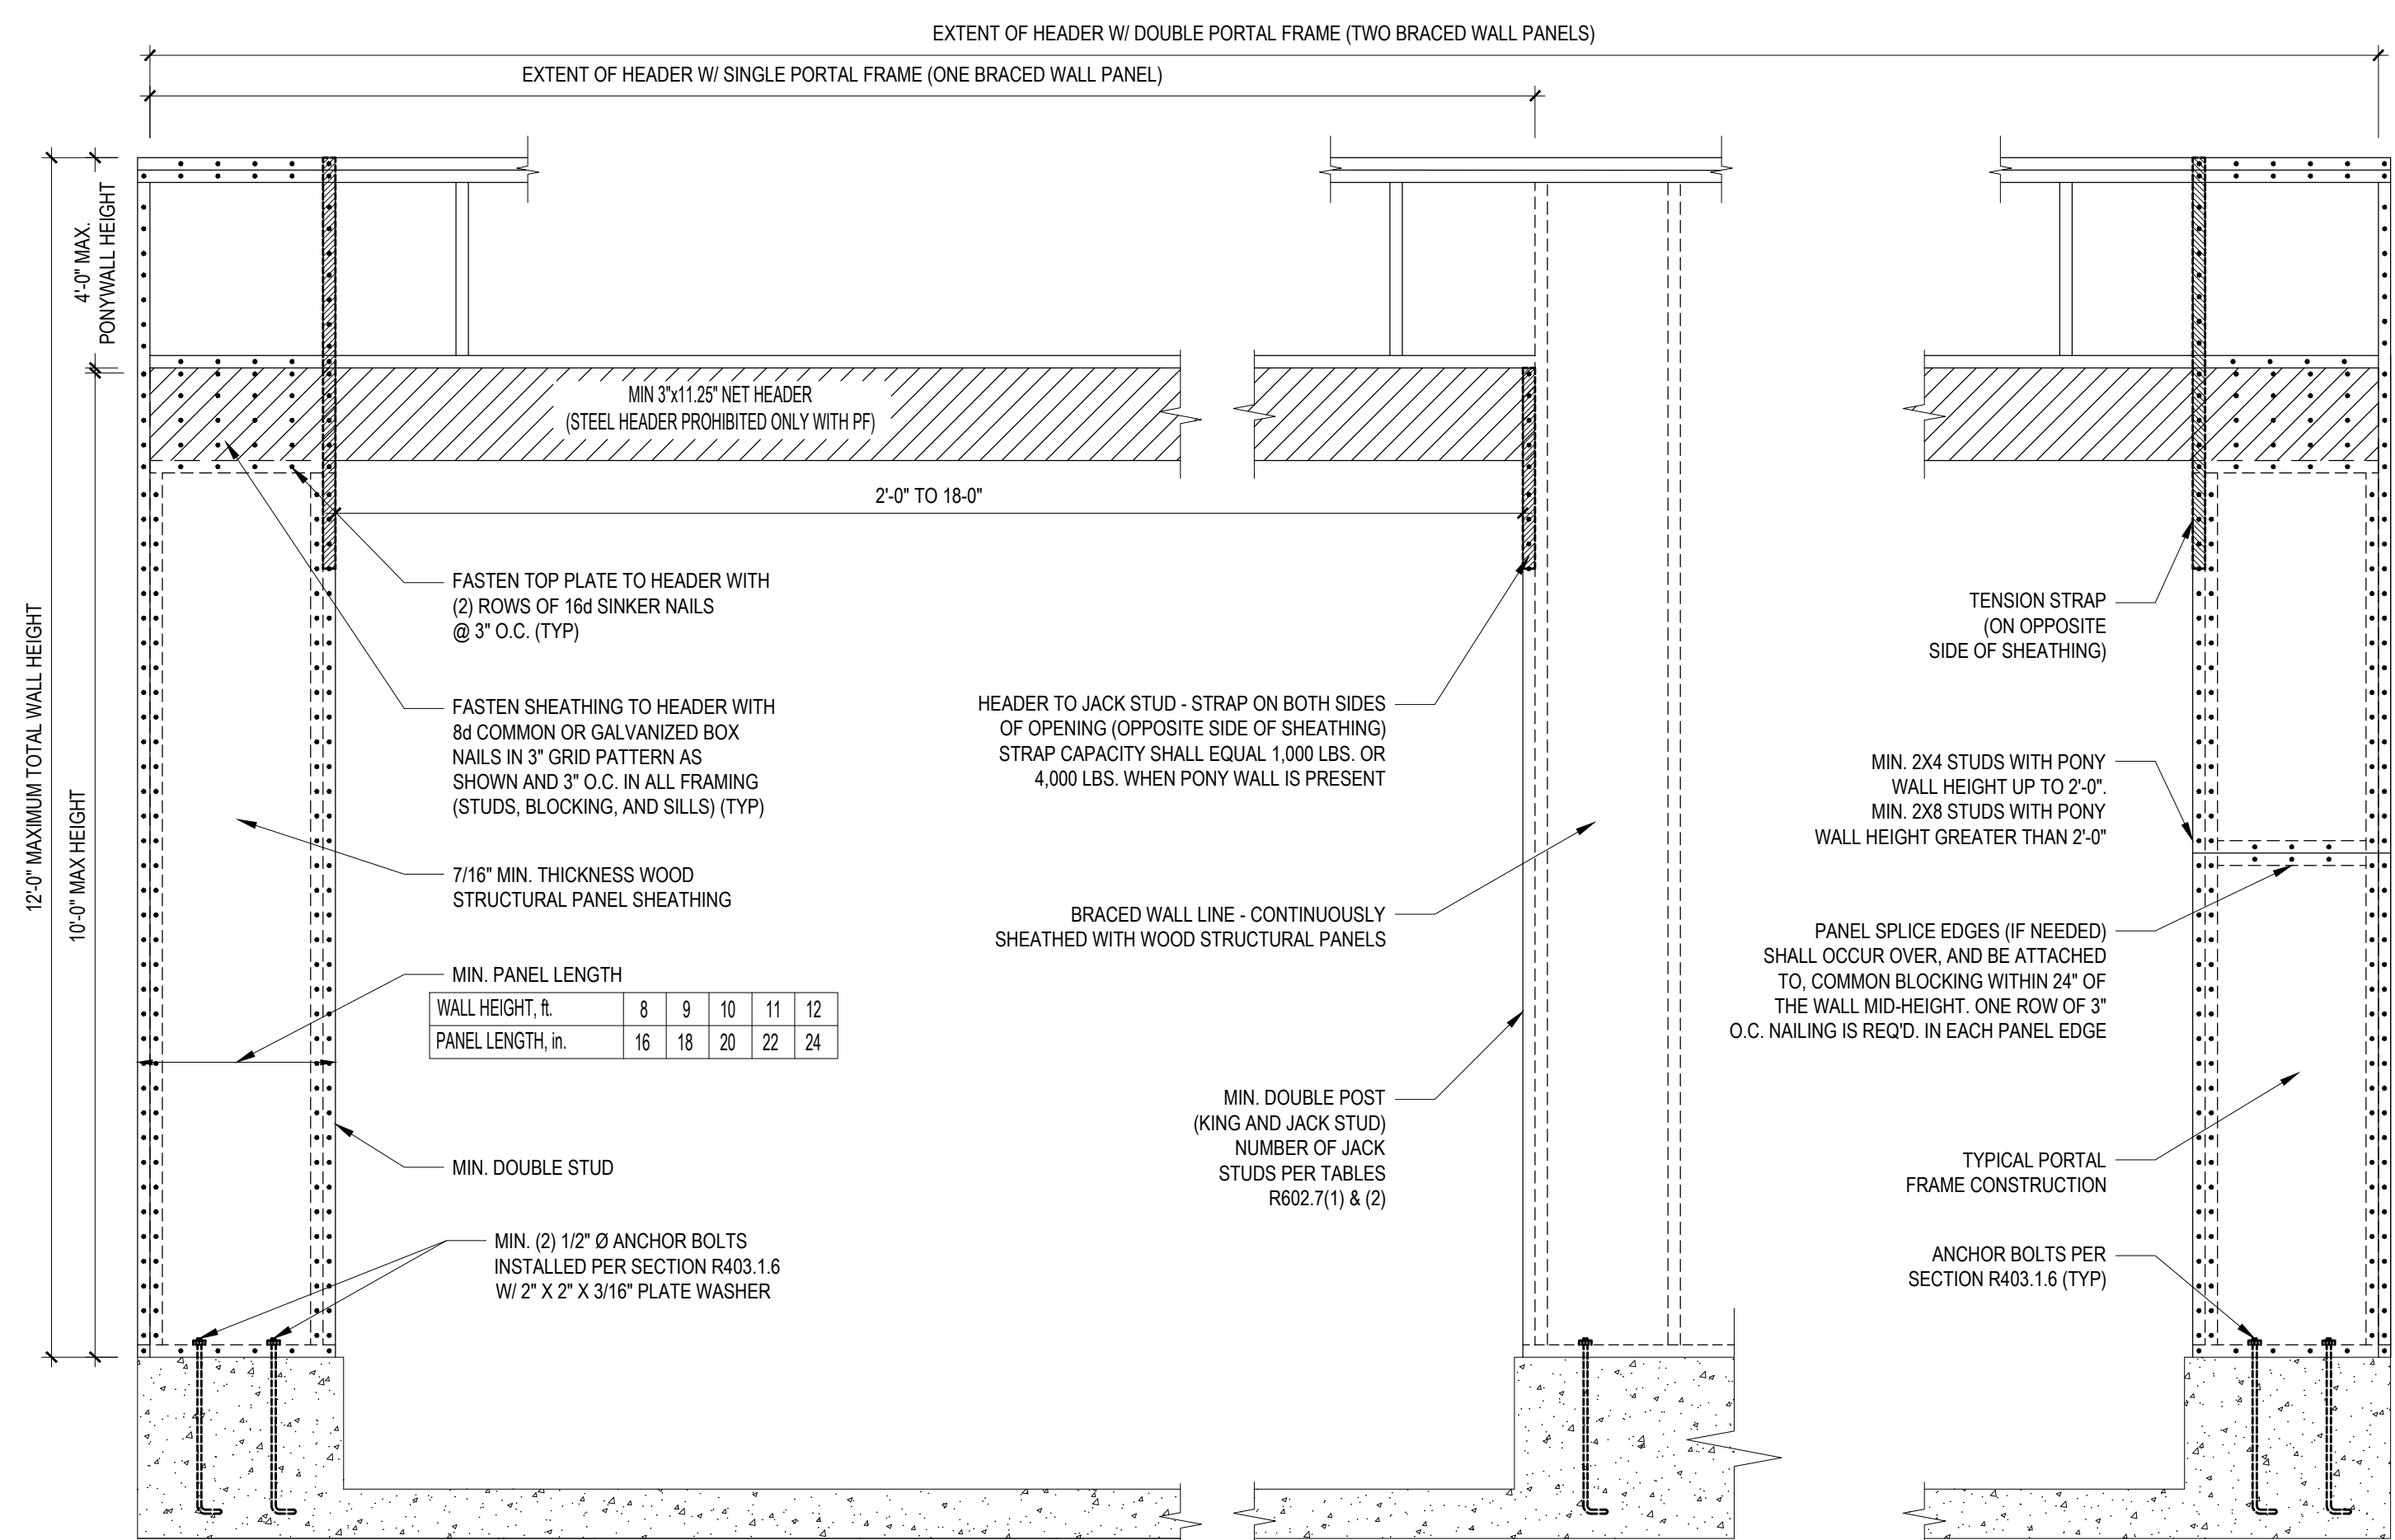 EXTENT OF HEADER W/ DOUBLE PORTAL FRAME (TWO BRACED WALL PANELS)
EXTENT OF HEADER W/ SINGLE PORTAL FRAME (ONE BRACED WALL PANEL)
4'-0" MAX.
PONYWALL HEIGHT
12'-0" MAXIMUM TOTAL WALL HEIGHT
10'-0" MAX HEIGHT
MIN 3"x11.25" NET HEADER
(STEEL HEADER PROHIBITED ONLY WITH PF)
2'-0" TO 18-0"
FASTEN TOP PLATE TO HEADER WITH
(2) ROWS OF 16d SINKER NAILS
@ 3" O.C. (TYP)
FASTEN SHEATHING TO HEADER WITH
8d COMMON OR GALVANIZED BOX
NAILS IN 3" GRID PATTERN AS
SHOWN AND 3" O.C. IN ALL FRAMING
(STUDS, BLOCKING, AND SILLS) (TYP)
7/16" MIN. THICKNESS WOOD
STRUCTURAL PANEL SHEATHING
MIN. PANEL LENGTH
WALL HEIGHT, ft. 8 9 10 11 12
PANEL LENGTH, in. 16 18 20 22 24
MIN. DOUBLE STUD
MIN. (2) 1/2" Ø ANCHOR BOLTS
INSTALLED PER SECTION R403.1.6
W/ 2" X 2" X 3/16" PLATE WASHER
HEADER TO JACK STUD - STRAP ON BOTH SIDES
OF OPENING (OPPOSITE SIDE OF SHEATHING)
STRAP CAPACITY SHALL EQUAL 1,000 LBS. OR
4,000 LBS. WHEN PONY WALL IS PRESENT
BRACED WALL LINE - CONTINUOUSLY
SHEATHED WITH WOOD STRUCTURAL PANELS
MIN. DOUBLE POST
(KING AND JACK STUD)
NUMBER OF JACK
STUDS PER TABLES
R602.7(1) & (2)
TENSION STRAP
(ON OPPOSITE
SIDE OF SHEATHING)
MIN. 2X4 STUDS WITH PONY
WALL HEIGHT UP TO 2'-0".
MIN. 2X8 STUDS WITH PONY
WALL HEIGHT GREATER THAN 2'-0"
PANEL SPLICE EDGES (IF NEEDED)
SHALL OCCUR OVER, AND BE ATTACHED
TO, COMMON BLOCKING WITHIN 24" OF
THE WALL MID-HEIGHT. ONE ROW OF 3"
O.C. NAILING IS REQ'D. IN EACH PANEL EDGE
TYPICAL PORTAL
FRAME CONSTRUCTION
ANCHOR BOLTS PER
SECTION R403.1.6 (TYP)